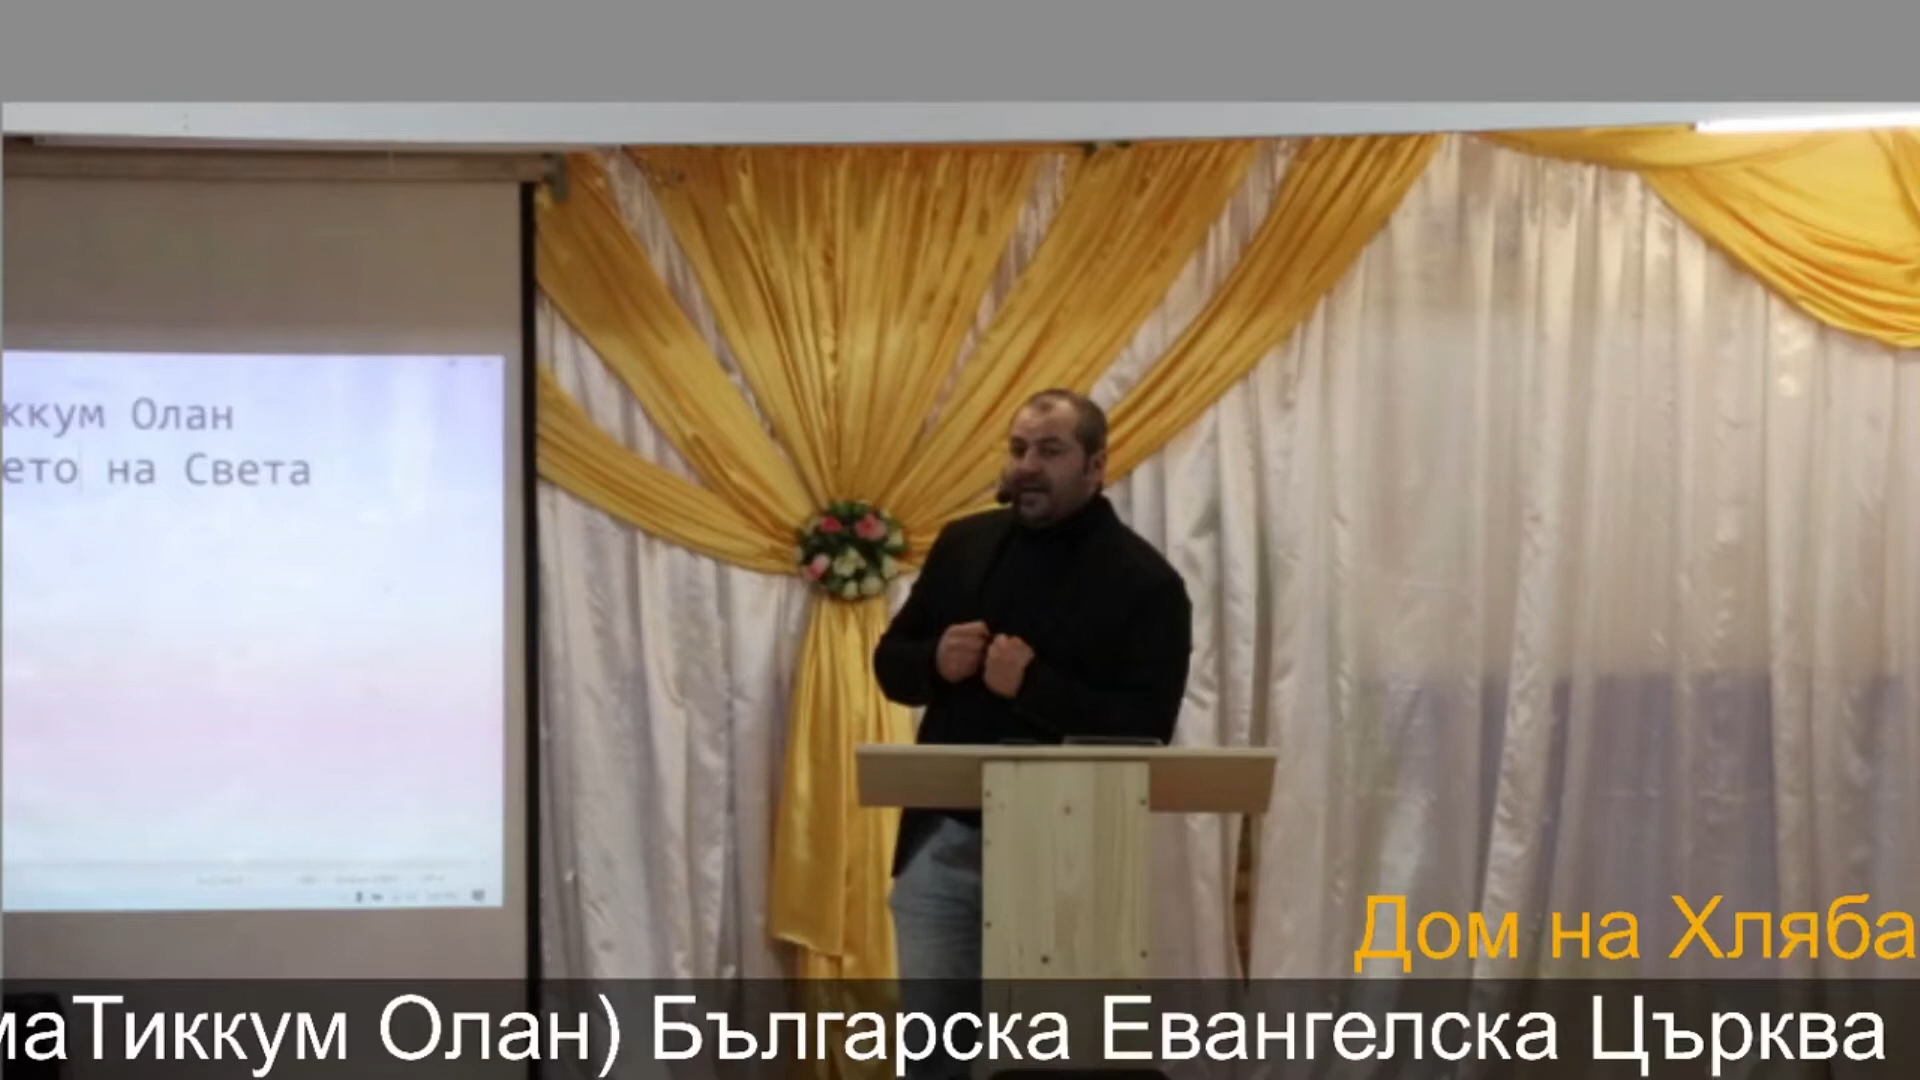 ккум Олан
ето на Света
Дом на Хляба
маТиккум Олан) Българска Евангелска Църква